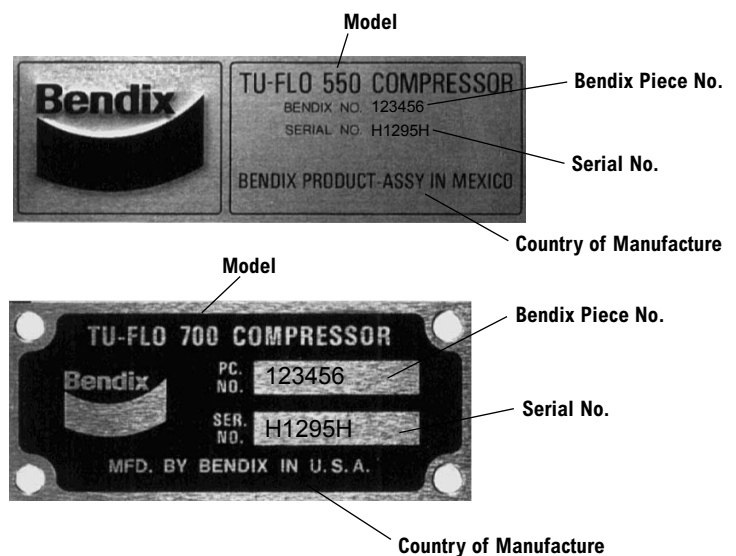 Model
Bendix
TU-FLO 550 COMPRESSOR
BENDIX NO. 123456
SERIAL NO. H1295H
BENDIX PRODUCT-ASSY IN MEXICO
Bendix Piece No.
Serial No.
Country of Manufacture
Model
TU-FLO 700 COMPRESSOR
Bendix
PC.
NO.
123456
SER.
NO.
H1295H
MFD. BY BENDIX IN U.S.A.
Bendix Piece No.
Serial No.
Country of Manufacture